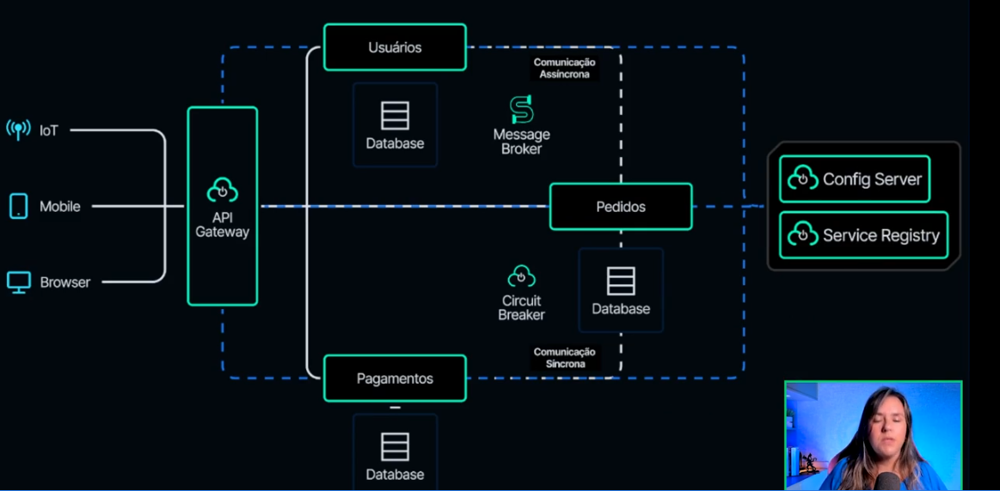 Usuários
Comunicação
Assíncrona
Database
Message
Broker
IoT
Mobile
Browser
API
Gateway
Pedidos
Config Server
Service Registry
Circuit
Breaker
Database
Comunicação
Síncrona
Pagamentos
Database